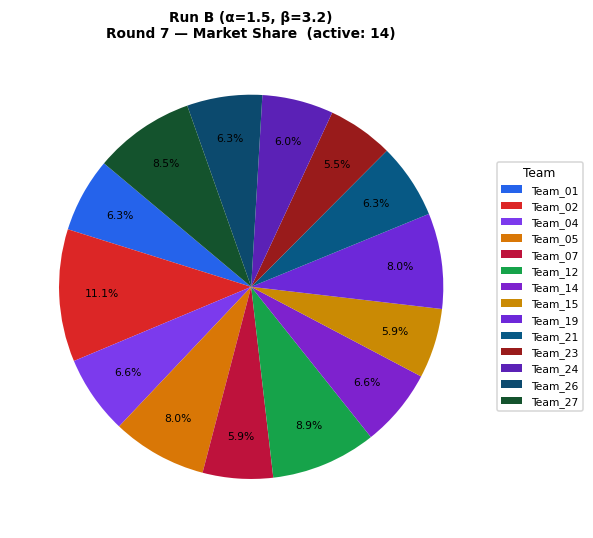 Run B (α=1.5, β=3.2)
Round 7 — Market Share  (active: 14)
6.3%
6.0%
8.5%
5.5%
6.3%
6.3%
8.0%
11.1%
5.9%
6.6%
6.6%
8.0%
8.9%
5.9%
Team
Team_01
Team_02
Team_04
Team_05
Team_07
Team_12
Team_14
Team_15
Team_19
Team_21
Team_23
Team_24
Team_26
Team_27